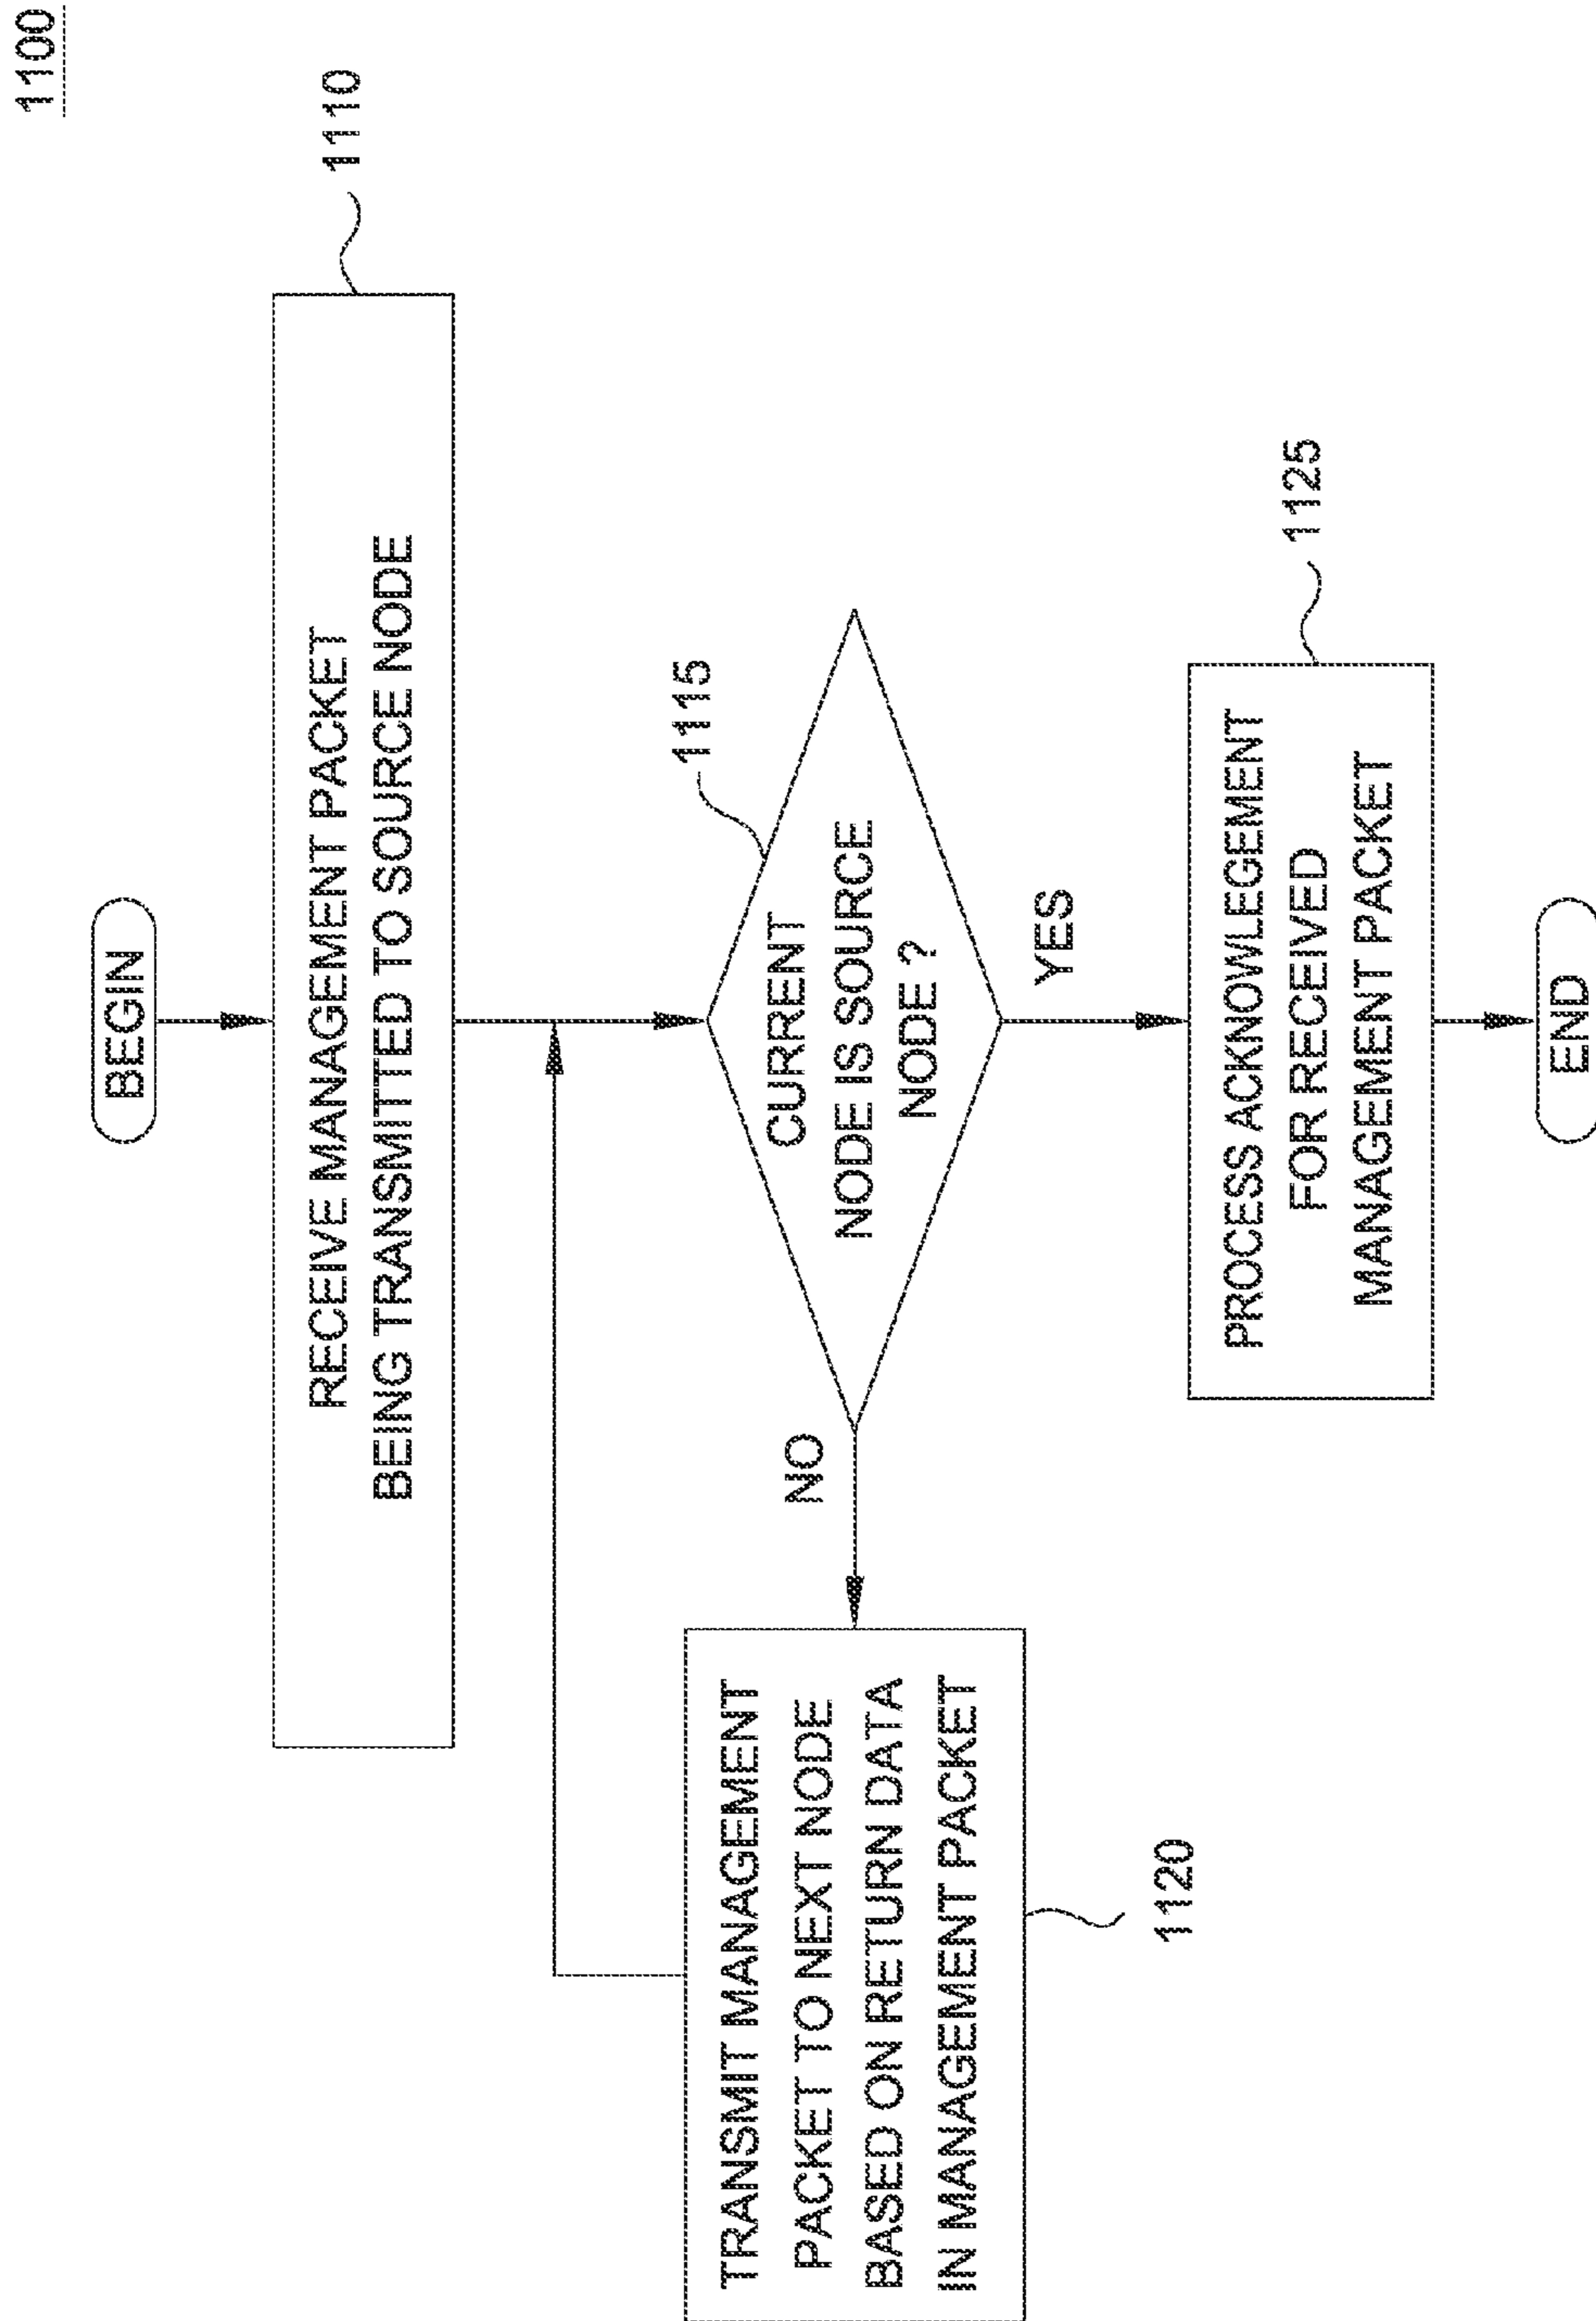 1100
BEGIN
RECEIVE MANAGEMENT PACKET
BEING TRANSMITTED TO SOURCE NODE
1110
CURRENT
NODE IS SOURCE
NODE ?
1115
NO
YES
TRANSMIT MANAGEMENT
PACKET TO NEXT NODE
BASED ON RETURN DATA
IN MANAGEMENT PACKET
1120
PROCESS ACKNOWLEGEMENT
FOR RECEIVED
MANAGEMENT PACKET
1125
END